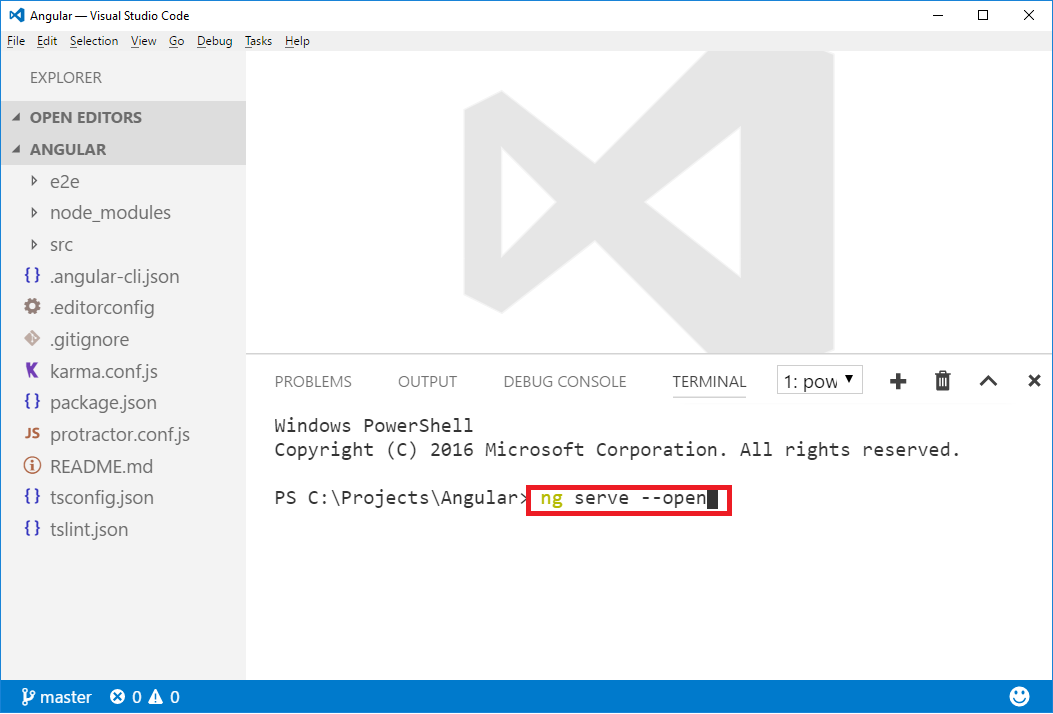 Angular — Visual Studio Code
File Edit Selection View Go Debug Tasks Help
EXPLORER
OPEN EDITORS
ANGULAR
e2e
node_modules
src
{} .angular-cli.json
.editorconfig
.gitignore
K karma.conf.js
{} package.json
JS protractor.conf.js
README.md
{} tsconfig.json
{} tslint.json
PROBLEMS OUTPUT DEBUG CONSOLE TERMINAL 1: pow
Windows PowerShell
Copyright (C) 2016 Microsoft Corporation. All rights reserved.
PS C:\Projects\Angular> ng serve --open
master 0 0